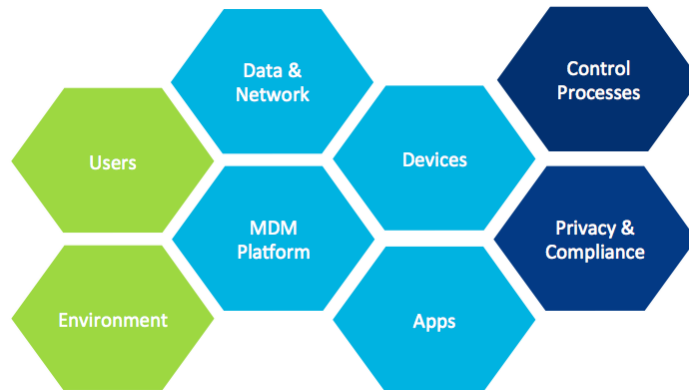 Data &
Network
Control
Processes
Users
Devices
MDM
Platform
Privacy &
Compliance
Environment
Apps